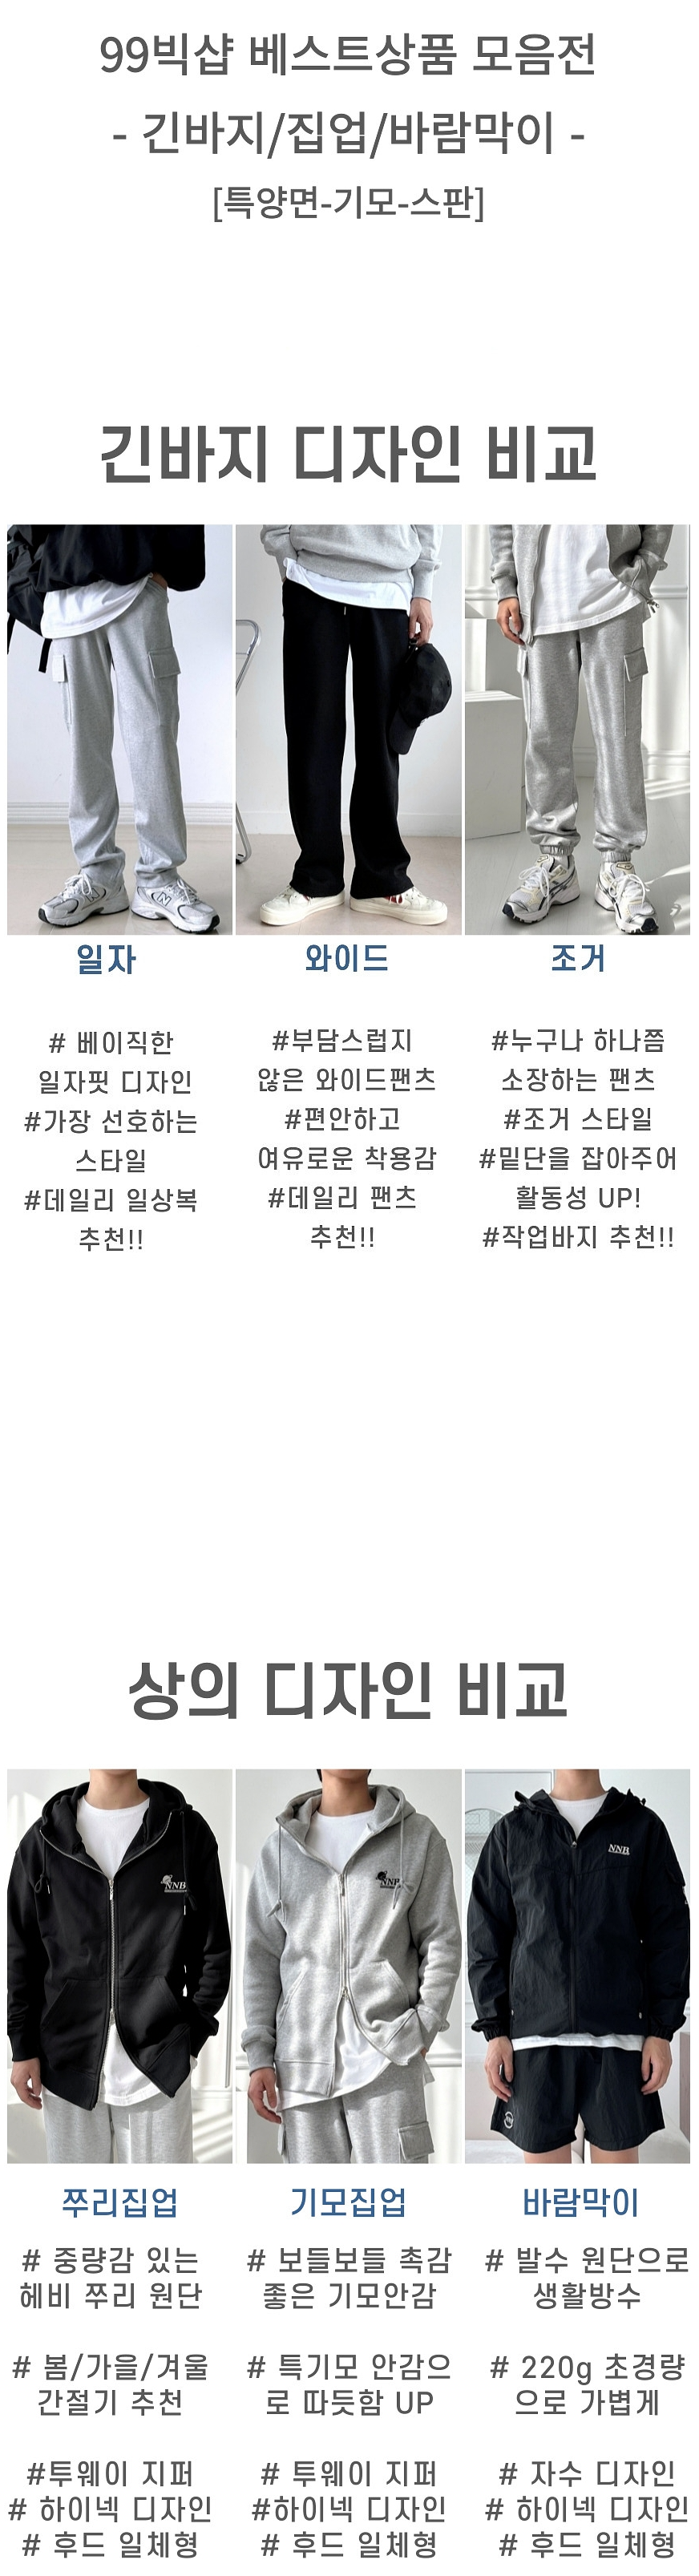 99빅샵 베스트상품 모음전
- 긴바지/집업/바람막이 -
[특양면-기모-스판]
긴바지 디자인 비교
일자
# 베이직한
일자핏 디자인
#가장 선호하는
스타일
#데일리 일상복
추천!!
와이드
#부담스럽지
않은 와이드팬츠
#편안하고
여유로운 착용감
#데일리 팬츠
추천!!
조거
#누구나 하나쯤
소장하는 팬츠
#조거 스타일
#밑단을 잡아주어
활동성 UP!
#작업바지 추천!!
상의 디자인 비교
NNB
NNB
NNB
쭈리집업
# 중량감 있는
헤비 쭈리 원단
# 봄/가을/겨울
간절기 추천
#투웨이 지퍼
# 하이넥 디자인
# 후드 일체형
기모집업
# 보들보들 촉감
좋은 기모안감
# 특기모 안감으
로 따듯함 UP
# 투웨이 지퍼
#하이넥 디자인
# 후드 일체형
바람막이
# 발수 원단으로
생활방수
# 220g 초경량
으로 가볍게
# 자수 디자인
# 하이넥 디자인
# 후드 일체형